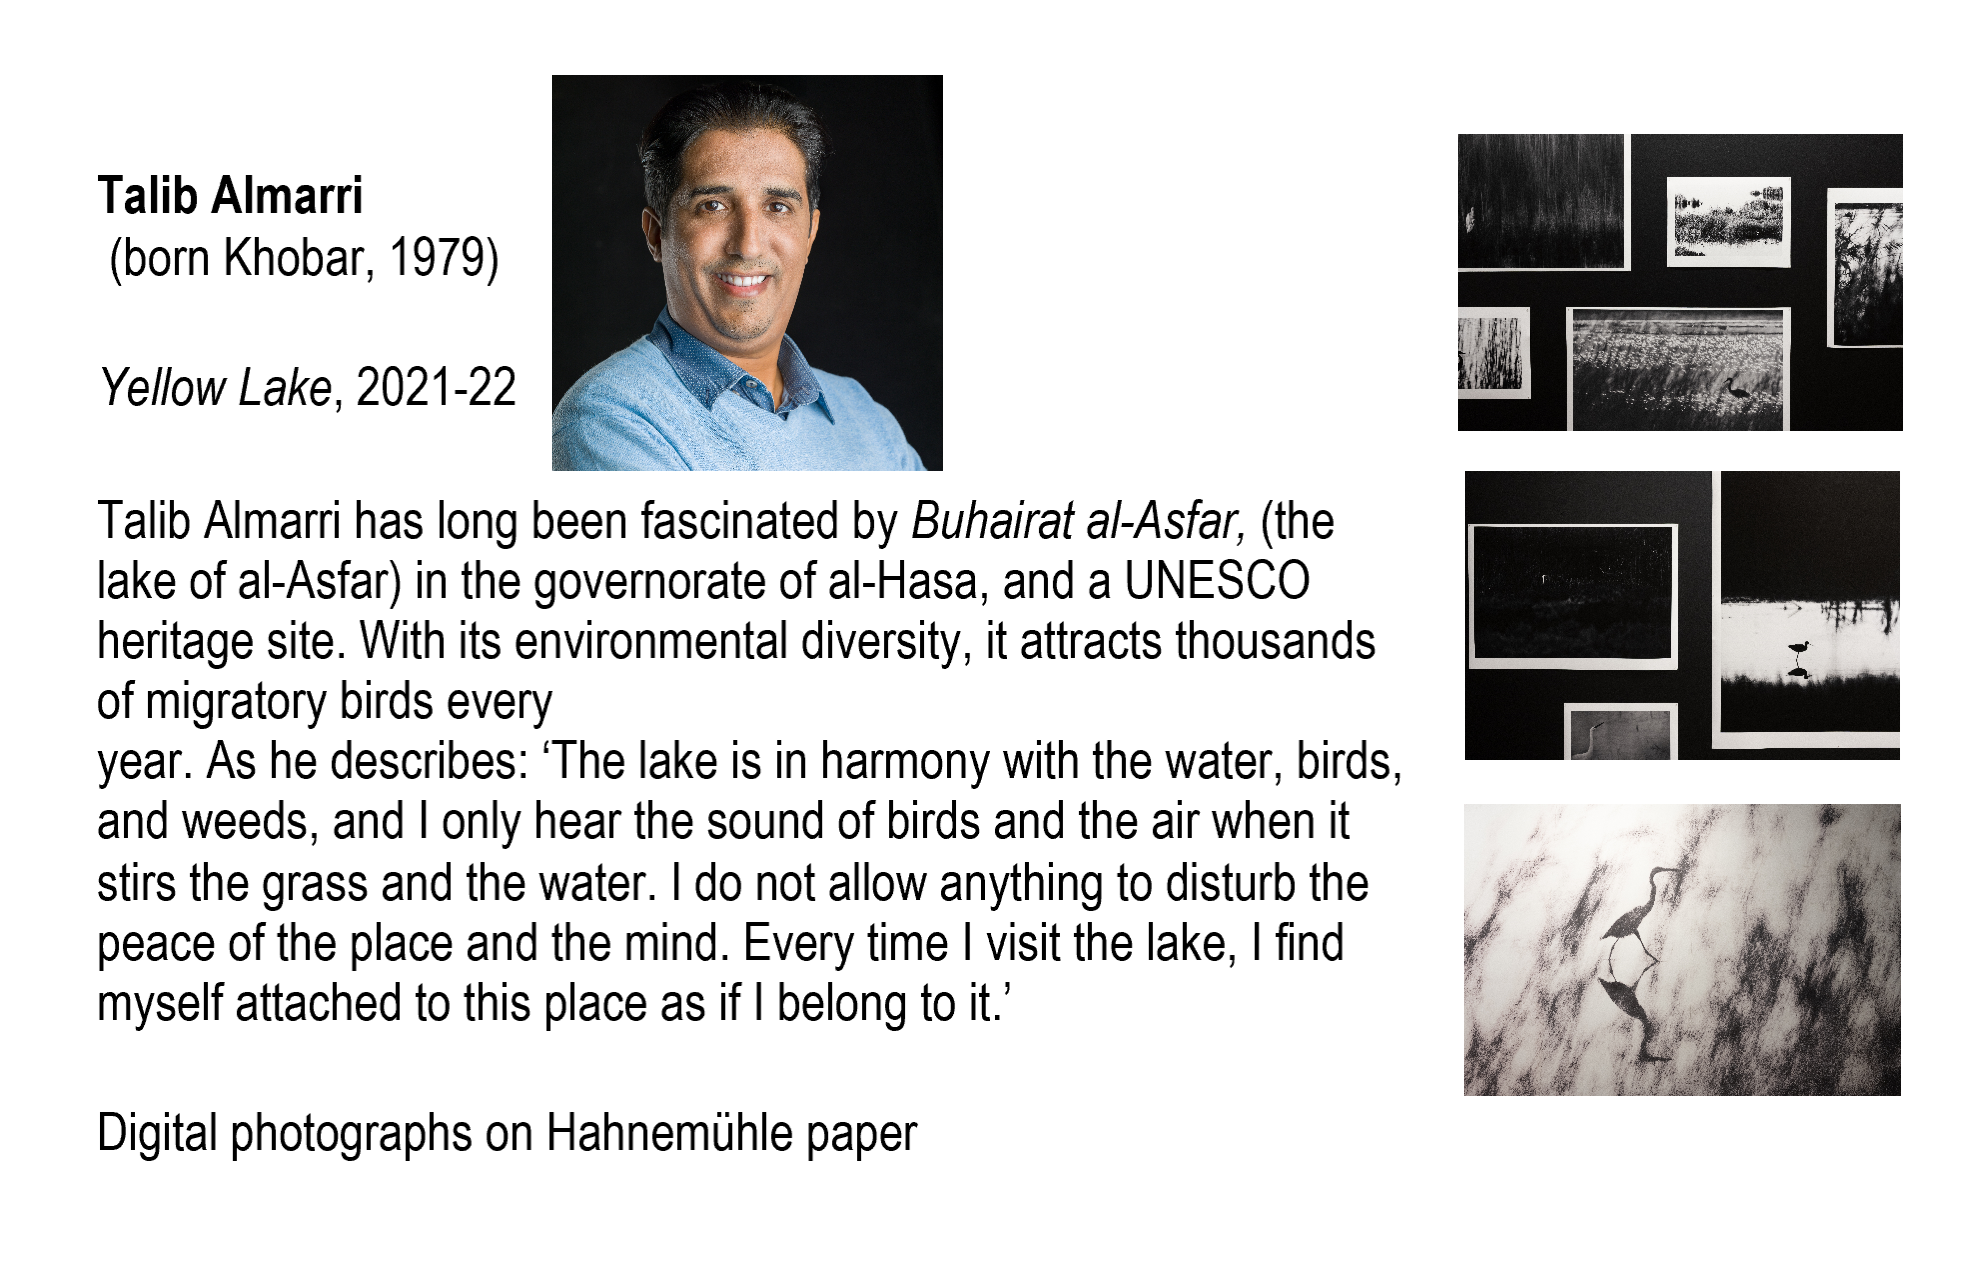 Talib Almarri
(born Khobar, 1979)
Yellow Lake, 2021-22
Talib Almarri has long been fascinated by Buhairat al-Asfar, (the
lake of al-Asfar) in the governorate of al-Hasa, and a UNESCO
heritage site. With its environmental diversity, it attracts thousands
of migratory birds every
year. As he describes: ‘The lake is in harmony with the water, birds,
and weeds, and I only hear the sound of birds and the air when it
stirs the grass and the water. I do not allow anything to disturb the
peace of the place and the mind. Every time I visit the lake, I find
myself attached to this place as if I belong to it.’
Digital photographs on Hahnemühle paper